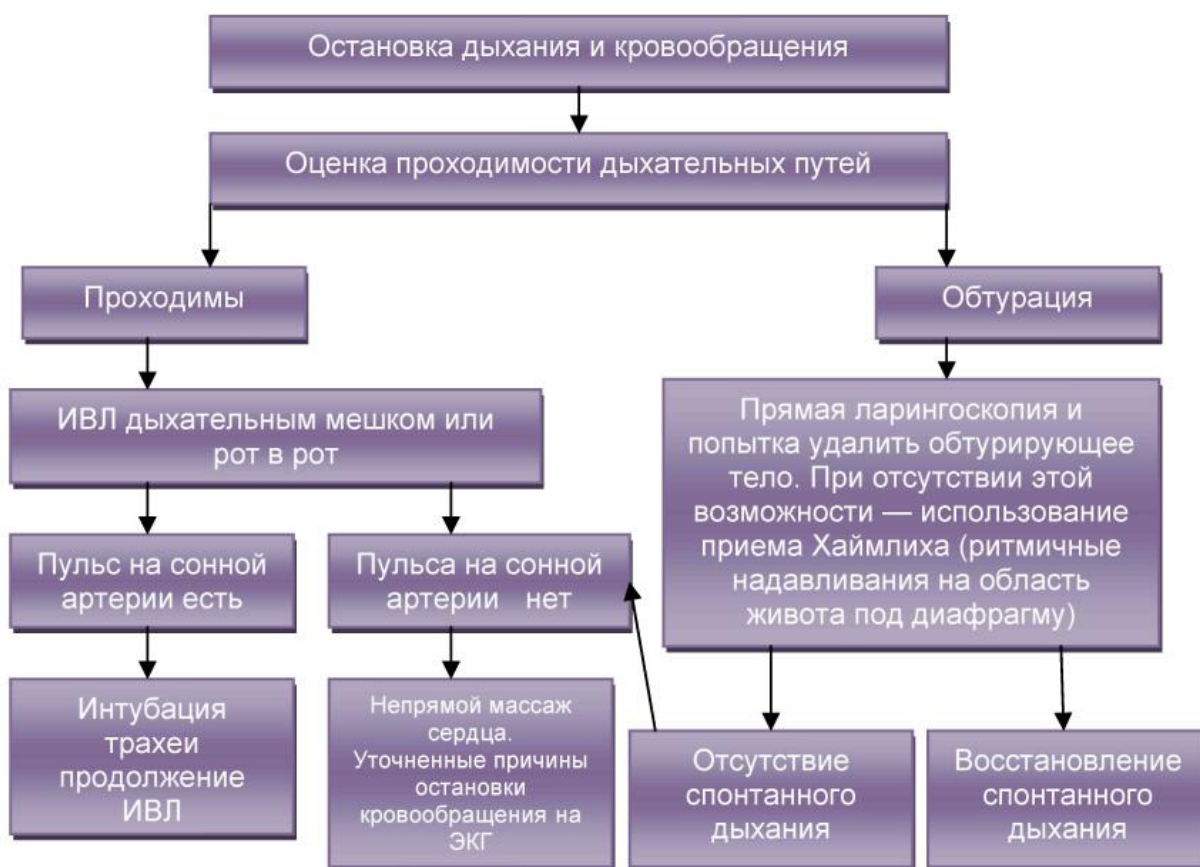 Остановка дыхания и кровообращения
Оценка проходимости дыхательных путей
Проходимы
Обтурация
ИВЛ дыхательным мешком или
рот в рот
Прямая ларингоскопия и
попытка удалить обтурирующее
тело. При отсутствии этой
возможности — использование
приема Хаймлиха (ритмичные
надавливания на область
живота под диафрагму)
Пульс на сонной
артерии есть
Пульса на сонной
артерии нет
Интубация
трахеи
продолжение
ИВЛ
Непрямой массаж
сердца.
Уточненные причины
остановки
кровообращения на
ЭКГ
Отсутствие
спонтанного
дыхания
Восстановление
спонтанного
дыхания